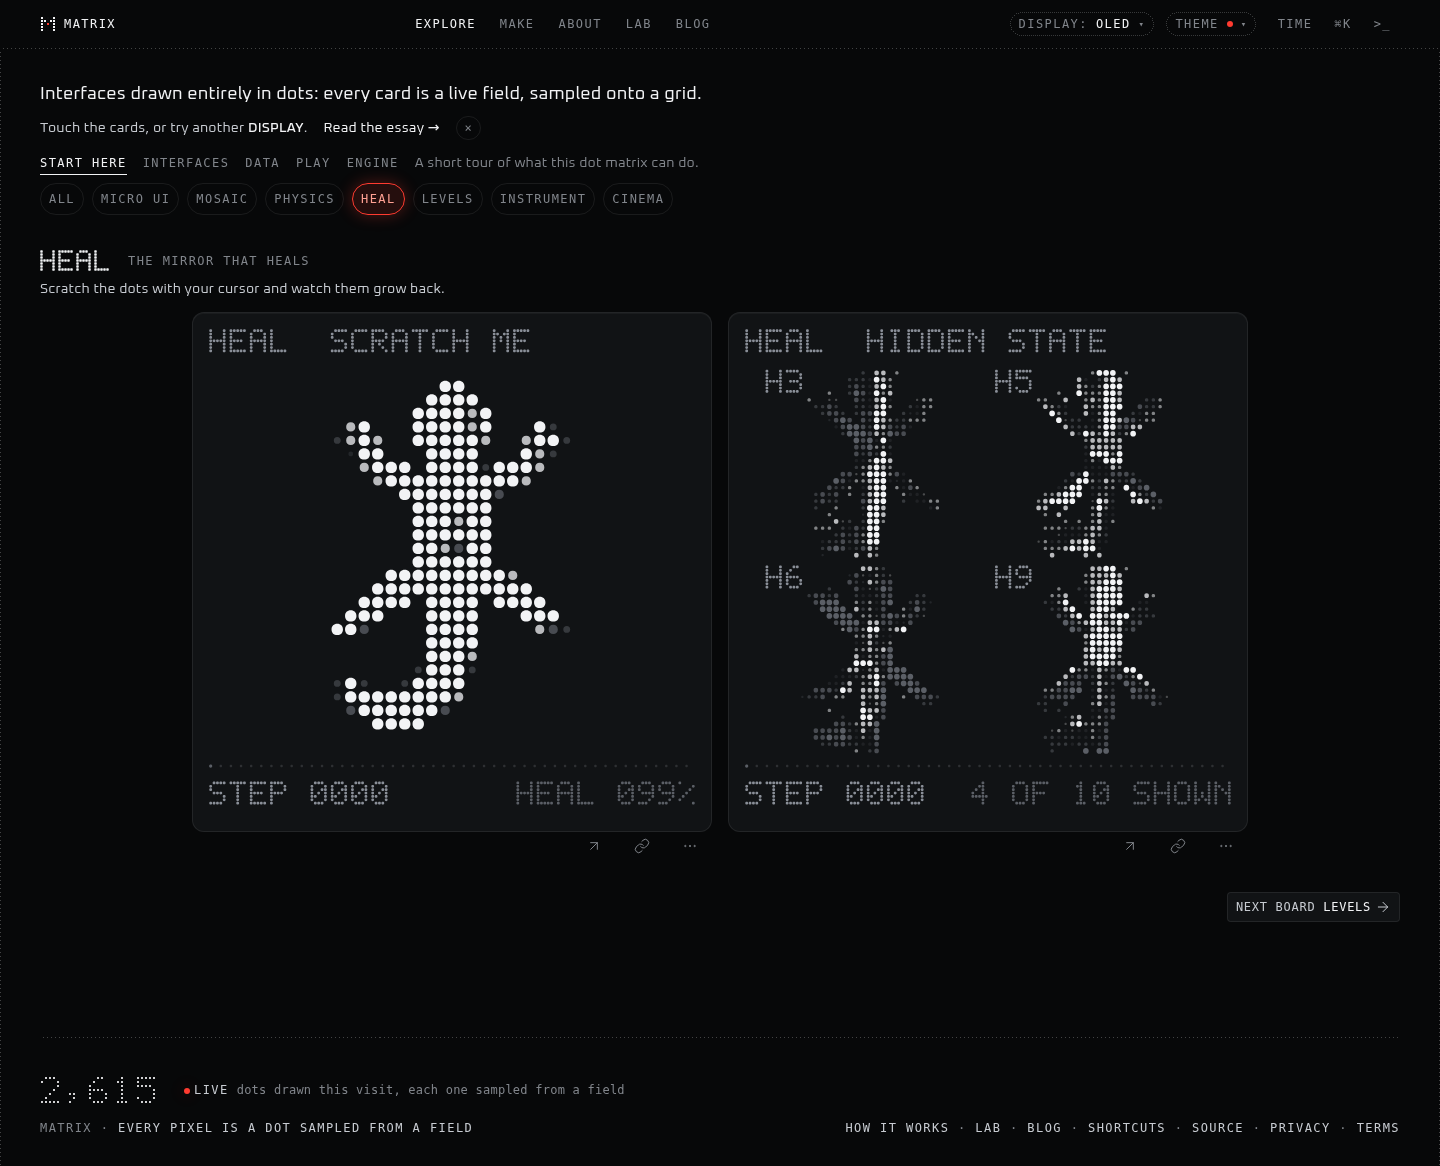 MATRIX EXPLORE MAKE ABOUT LAB BLOG DISPLAY: OLED ▾ THEME ▾ TIME ⌘K >_
Interfaces drawn entirely in dots: every card is a live field, sampled onto a grid.
Touch the cards, or try another DISPLAY. Read the essay → ×
START HERE INTERFACES DATA PLAY ENGINE A short tour of what this dot matrix can do.
ALL MICRO UI MOSAIC PHYSICS HEAL LEVELS INSTRUMENT CINEMA
HEAL THE MIRROR THAT HEALS
Scratch the dots with your cursor and watch them grow back.
HEAL SCRATCH ME
STEP 0000 HEAL 099%
HEAL HIDDEN STATE
H3 H5
H6 H9
STEP 0000 4 OF 10 SHOWN
NEXT BOARD LEVELS →
2,615 LIVE dots drawn this visit, each one sampled from a field
MATRIX · EVERY PIXEL IS A DOT SAMPLED FROM A FIELD
HOW IT WORKS · LAB · BLOG · SHORTCUTS · SOURCE · PRIVACY · TERMS